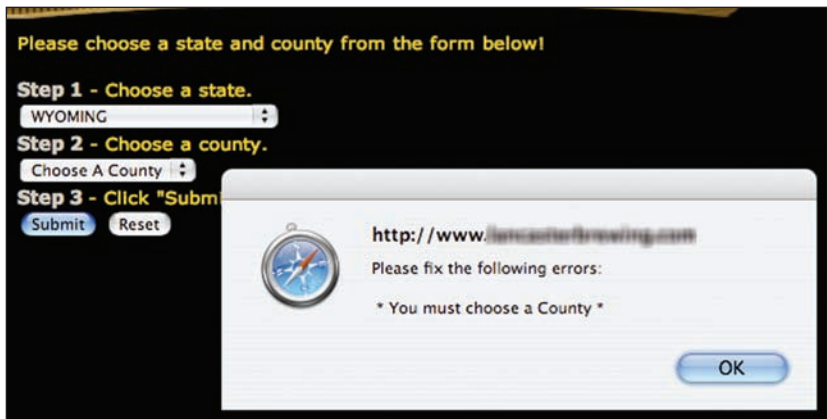 Please choose a state and county from the form below!
Step 1 - Choose a state.
WYOMING
Step 2 - Choose a county.
Choose A County
Step 3 - Click "Subm
Submit Reset
http://www.
Please fix the following errors:
* You must choose a County *
OK